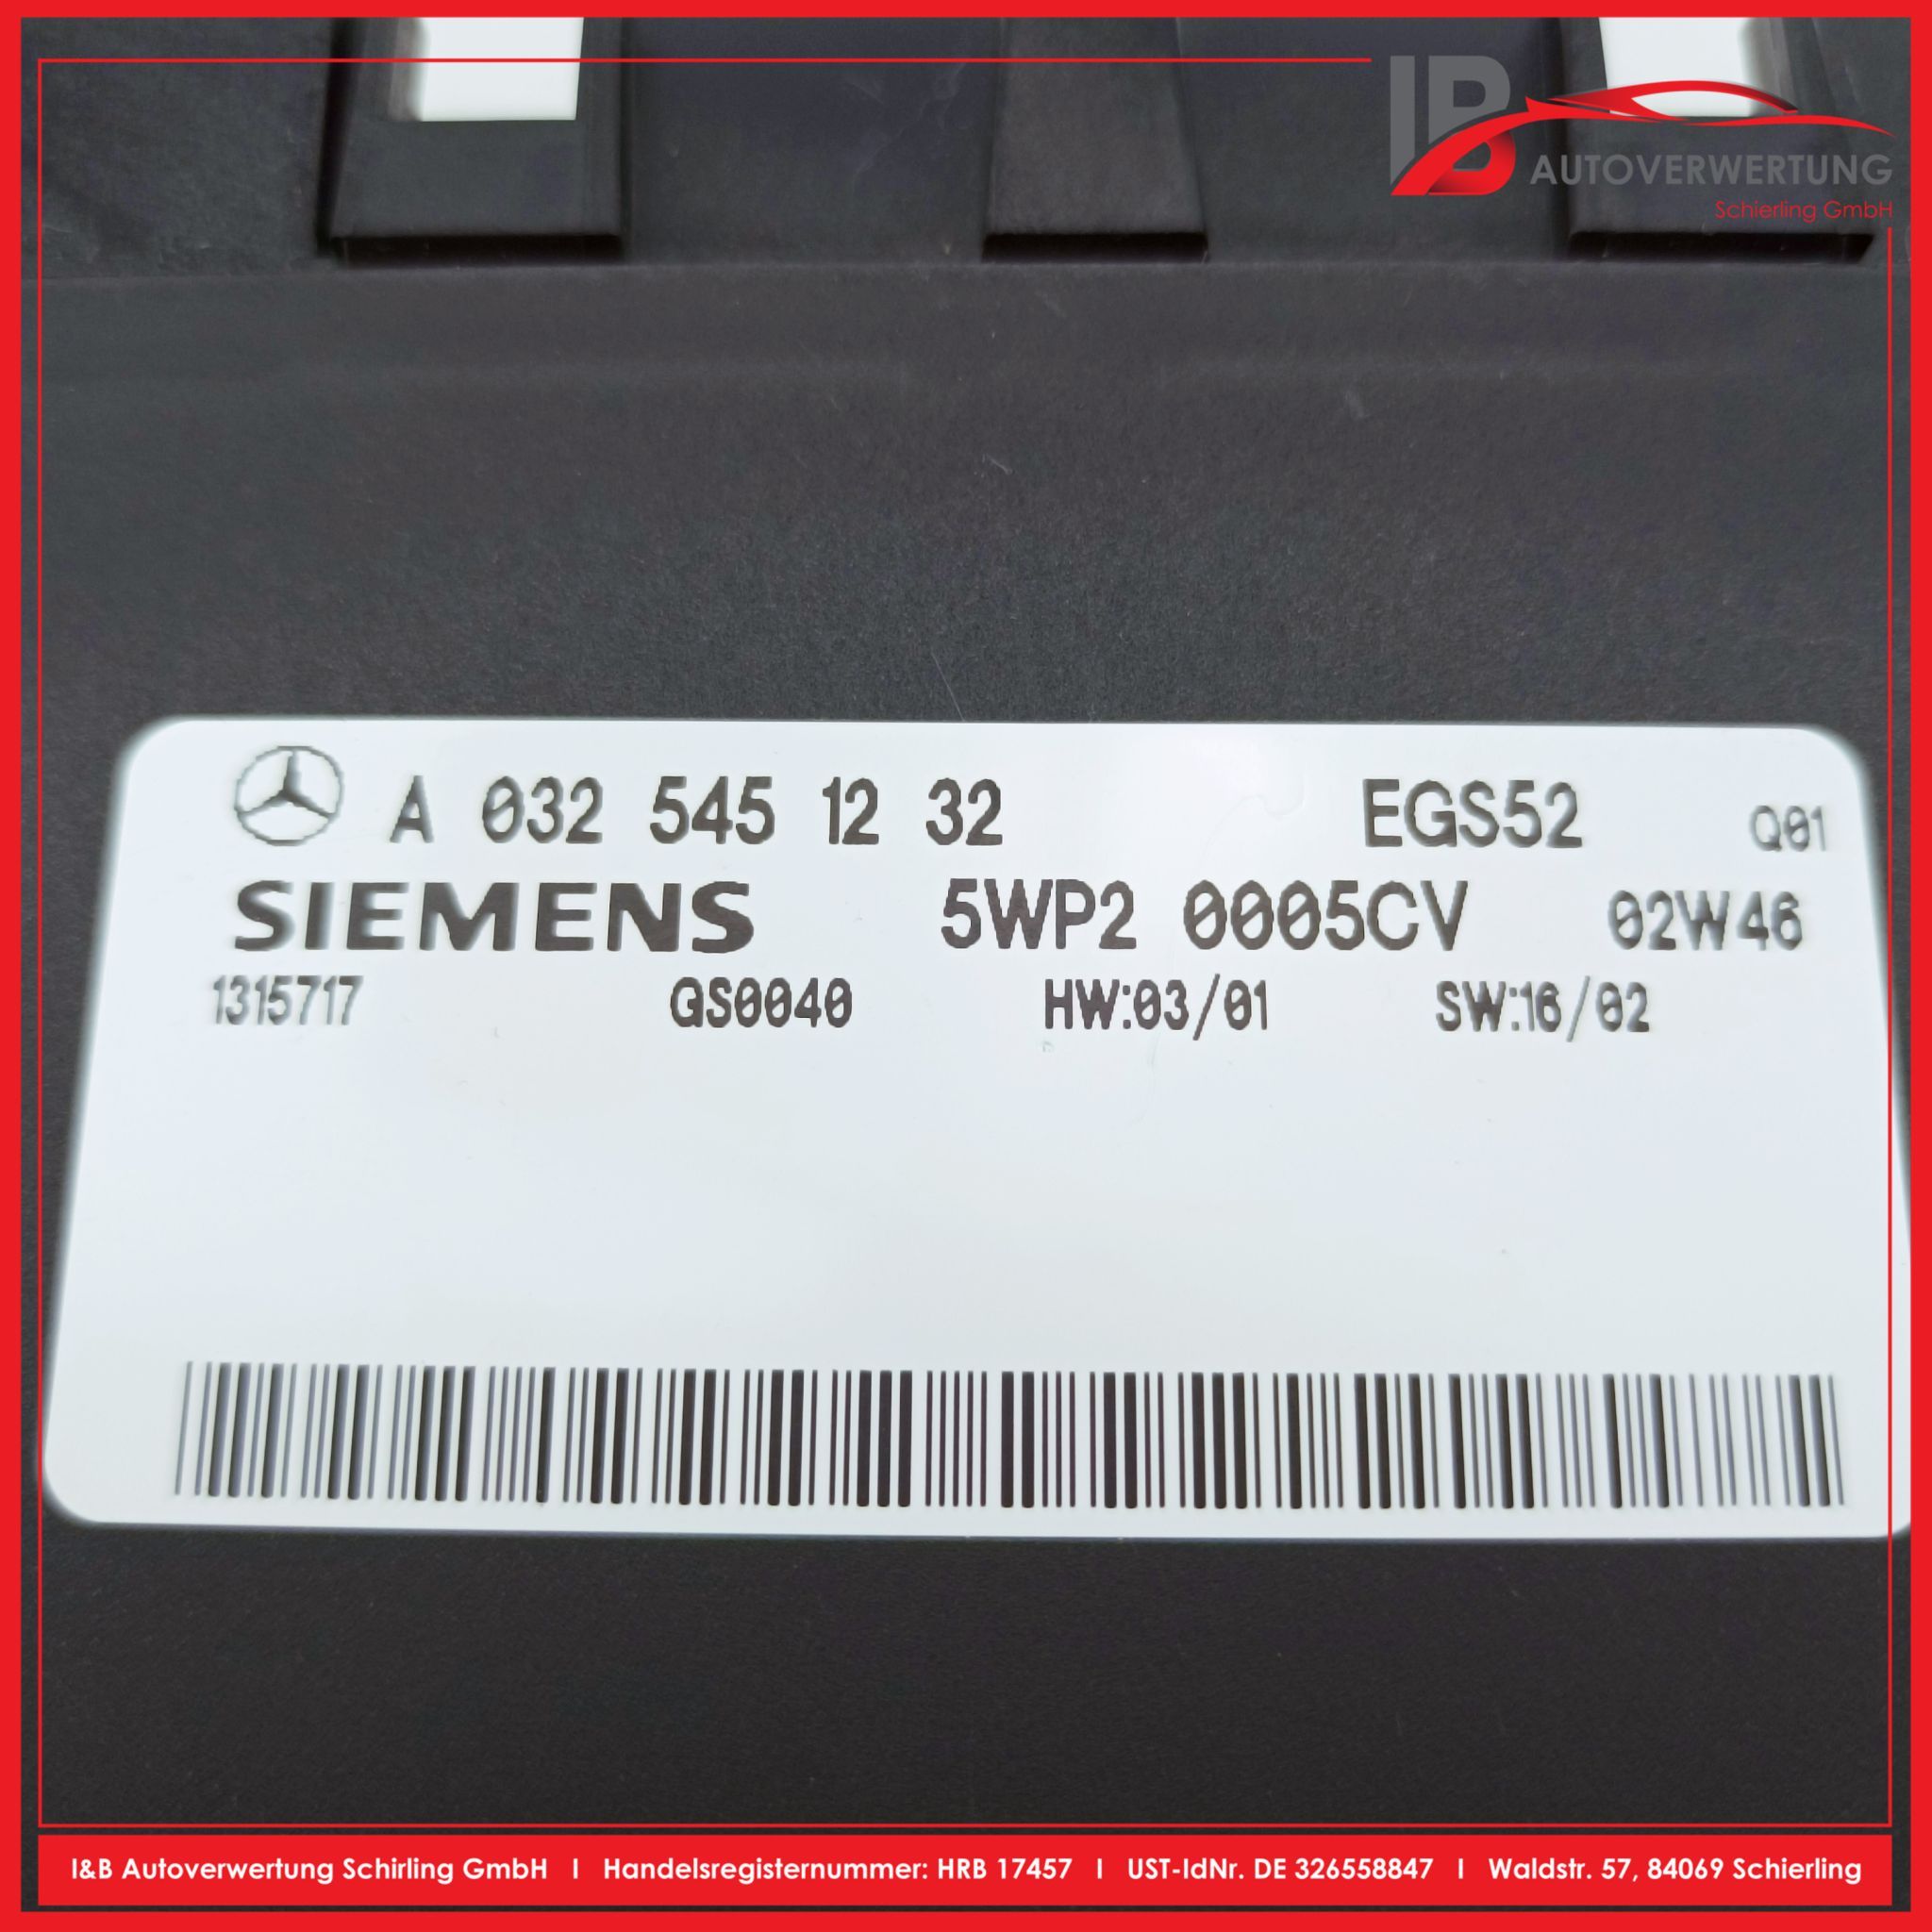 IB AUTOVERWERTUNG
Schierling GmbH
A 032 545 12 32 EGS52 Q01
SIEMENS 5WP2 0005CV 02W46
1315717 GS0040 HW:03/01 SW:16/02
I&B Autoverwertung Schirling GmbH I Handelsregisternummer: HRB 17457 I UST-IdNr. DE 326558847 I Waldstr. 57, 84069 Schierling